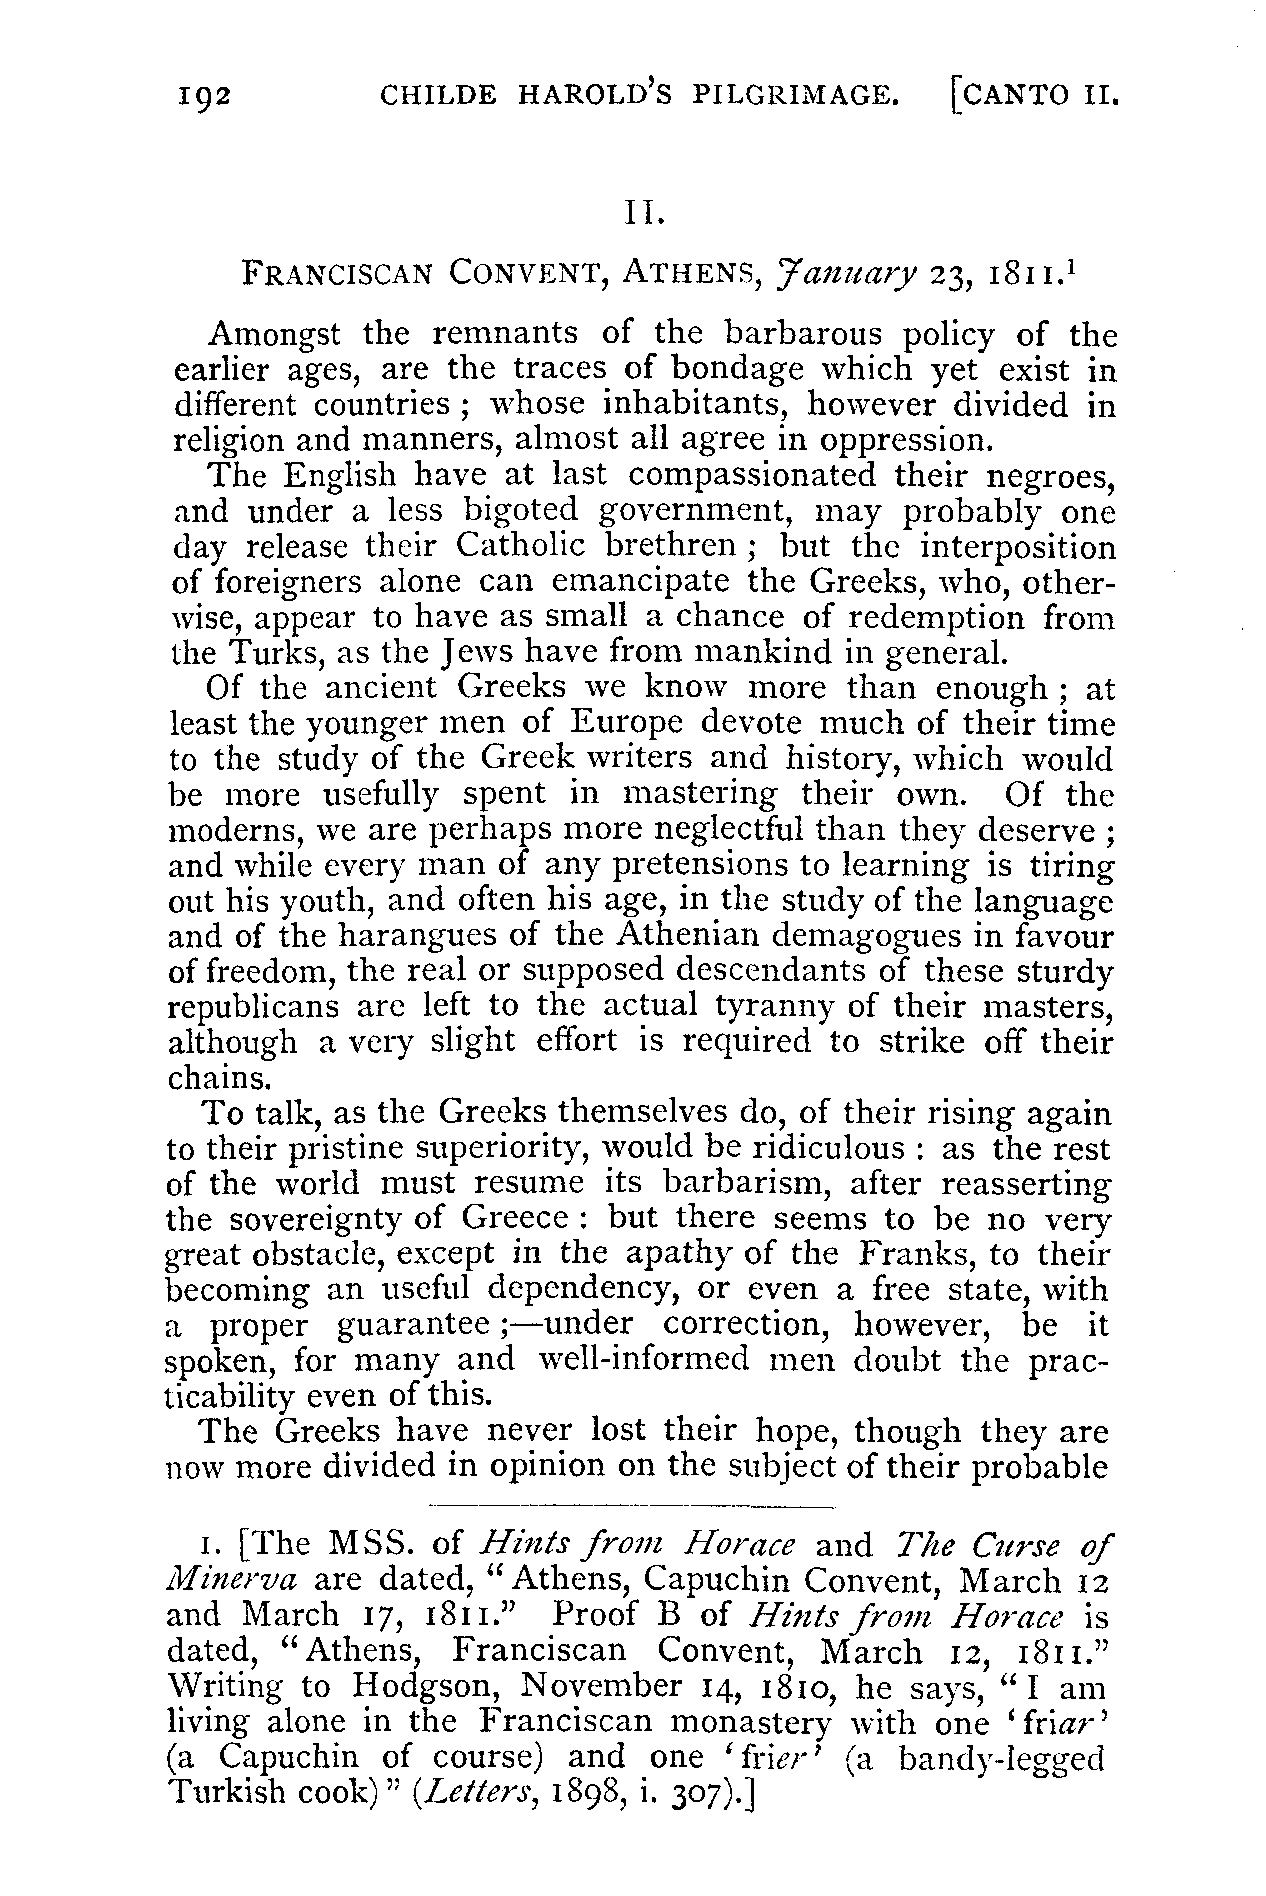 192 CHILDE HAROLD'S PILGRIMAGE. [CANTO II.
II.
FRANCISCAN CONVENT, ATHENS, January 23, 1811.¹
Amongst the remnants of the barbarous policy of the
earlier ages, are the traces of bondage which yet exist in
different countries ; whose inhabitants, however divided in
religion and manners, almost all agree in oppression.
The English have at last compassionated their negroes,
and under a less bigoted government, may probably one
day release their Catholic brethren ; but the interposition
of foreigners alone can emancipate the Greeks, who, other-
wise, appear to have as small a chance of redemption from
the Turks, as the Jews have from mankind in general.
Of the ancient Greeks we know more than enough ; at
least the younger men of Europe devote much of their time
to the study of the Greek writers and history, which would
be more usefully spent in mastering their own. Of the
moderns, we are perhaps more neglectful than they deserve ;
and while every man of any pretensions to learning is tiring
out his youth, and often his age, in the study of the language
and of the harangues of the Athenian demagogues in favour
of freedom, the real or supposed descendants of these sturdy
republicans are left to the actual tyranny of their masters,
although a very slight effort is required to strike off their
chains.
To talk, as the Greeks themselves do, of their rising again
to their pristine superiority, would be ridiculous : as the rest
of the world must resume its barbarism, after reasserting
the sovereignty of Greece : but there seems to be no very
great obstacle, except in the apathy of the Franks, to their
becoming an useful dependency, or even a free state, with
a proper guarantee ;—under correction, however, be it
spoken, for many and well-informed men doubt the prac-
ticability even of this.
The Greeks have never lost their hope, though they are
now more divided in opinion on the subject of their probable
1. [The MSS. of Hints from Horace and The Curse of
Minerva are dated, "Athens, Capuchin Convent, March 12
and March 17, 1811." Proof B of Hints from Horace is
dated, "Athens, Franciscan Convent, March 12, 1811."
Writing to Hodgson, November 14, 1810, he says, "I am
living alone in the Franciscan monastery with one 'friar'
(a Capuchin of course) and one 'frier' (a bandy-legged
Turkish cook)" (Letters, 1898, i. 307).]